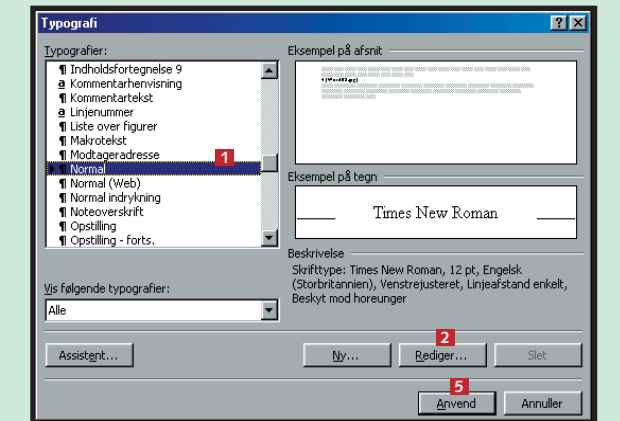 Typografi
Typografier:
¶ Indholdsfortegnelse 9
a Kommentarhenvisning
¶ Kommentartekst
a Linjenummer
¶ Liste over figurer
¶ Makrotekst
¶ Modtageradresse
1
¶ Normal
¶ Normal (Web)
¶ Normal indrykning
¶ Noteoverskrift
¶ Opstilling
¶ Opstilling - forts.
Vis følgende typografier:
Alle
Eksempel på afsnit
Eksempel på tegn
Times New Roman
Beskrivelse
Skrifttype: Times New Roman, 12 pt, Engelsk
(Storbritannien), Venstrejusteret, Linjeafstand enkelt,
Beskyt mod horeunger
2
Assistent... Ny... Rediger... Slet
5
Anvend Annuller